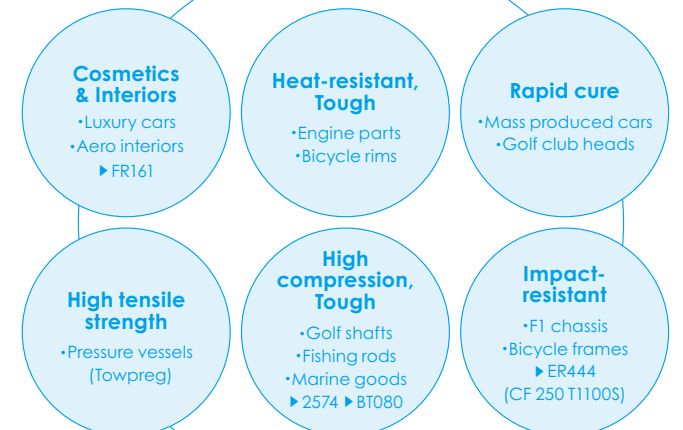 Cosmetics
& Interiors
・Luxury cars
・Aero interiors
▶FR161
Heat-resistant,
Tough
・Engine parts
・Bicycle rims
Rapid cure
・Mass produced cars
・Golf club heads
High tensile
strength
・Pressure vessels
(Towpreg)
High
compression,
Tough
・Golf shafts
・Fishing rods
・Marine goods
▶2574 ▶BT080
Impact-
resistant
・F1 chassis
・Bicycle frames
▶ER444
(CF 250 T1100S)